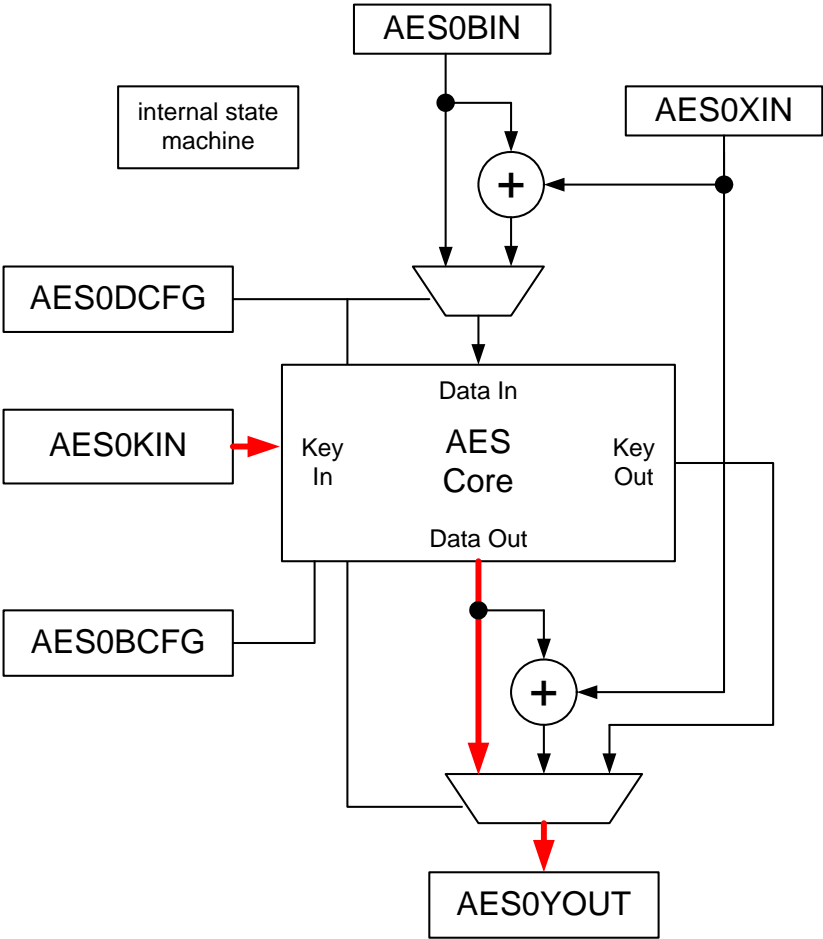 AES0BIN
internal state
machine
AES0XIN
+
AES0DCFG
Data In
AES0KIN
Key
In
AES
Core
Key
Out
Data Out
AES0BCFG
+
AES0YOUT